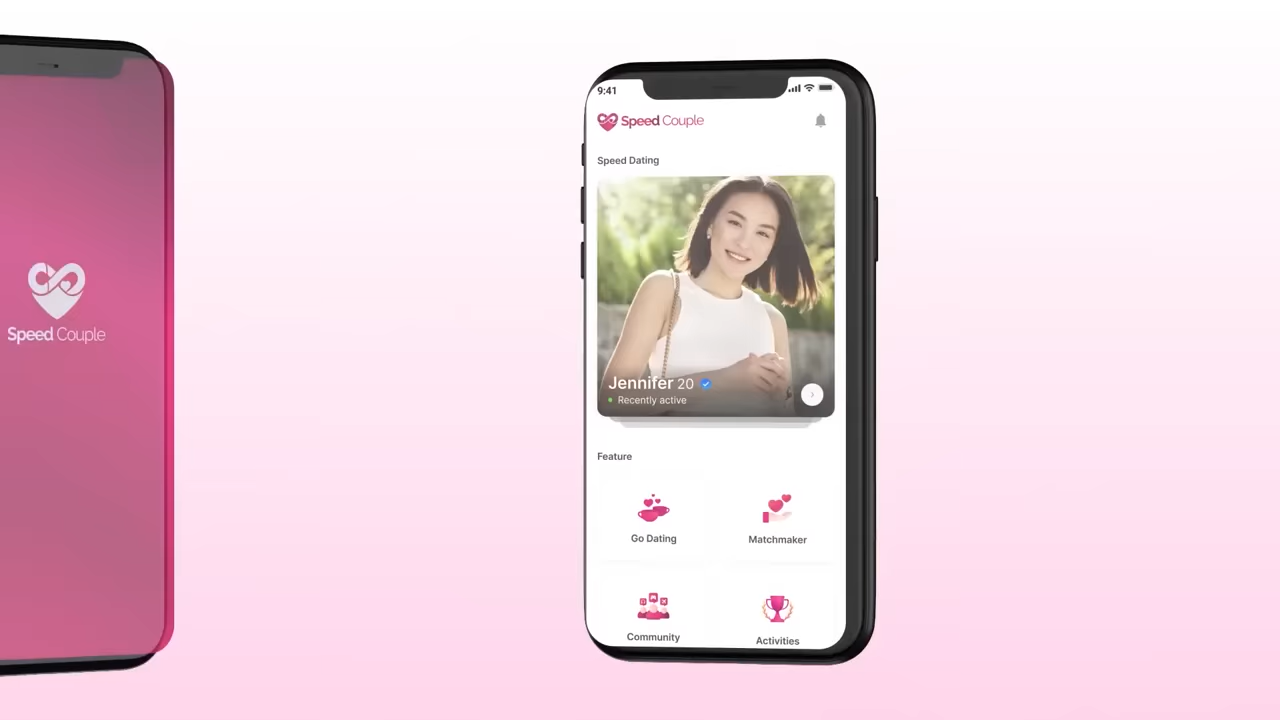 Speed Couple
9:41
Speed Couple
Speed Dating
Jennifer 20
Recently active
Feature
Go Dating
Matchmaker
Community
Activities